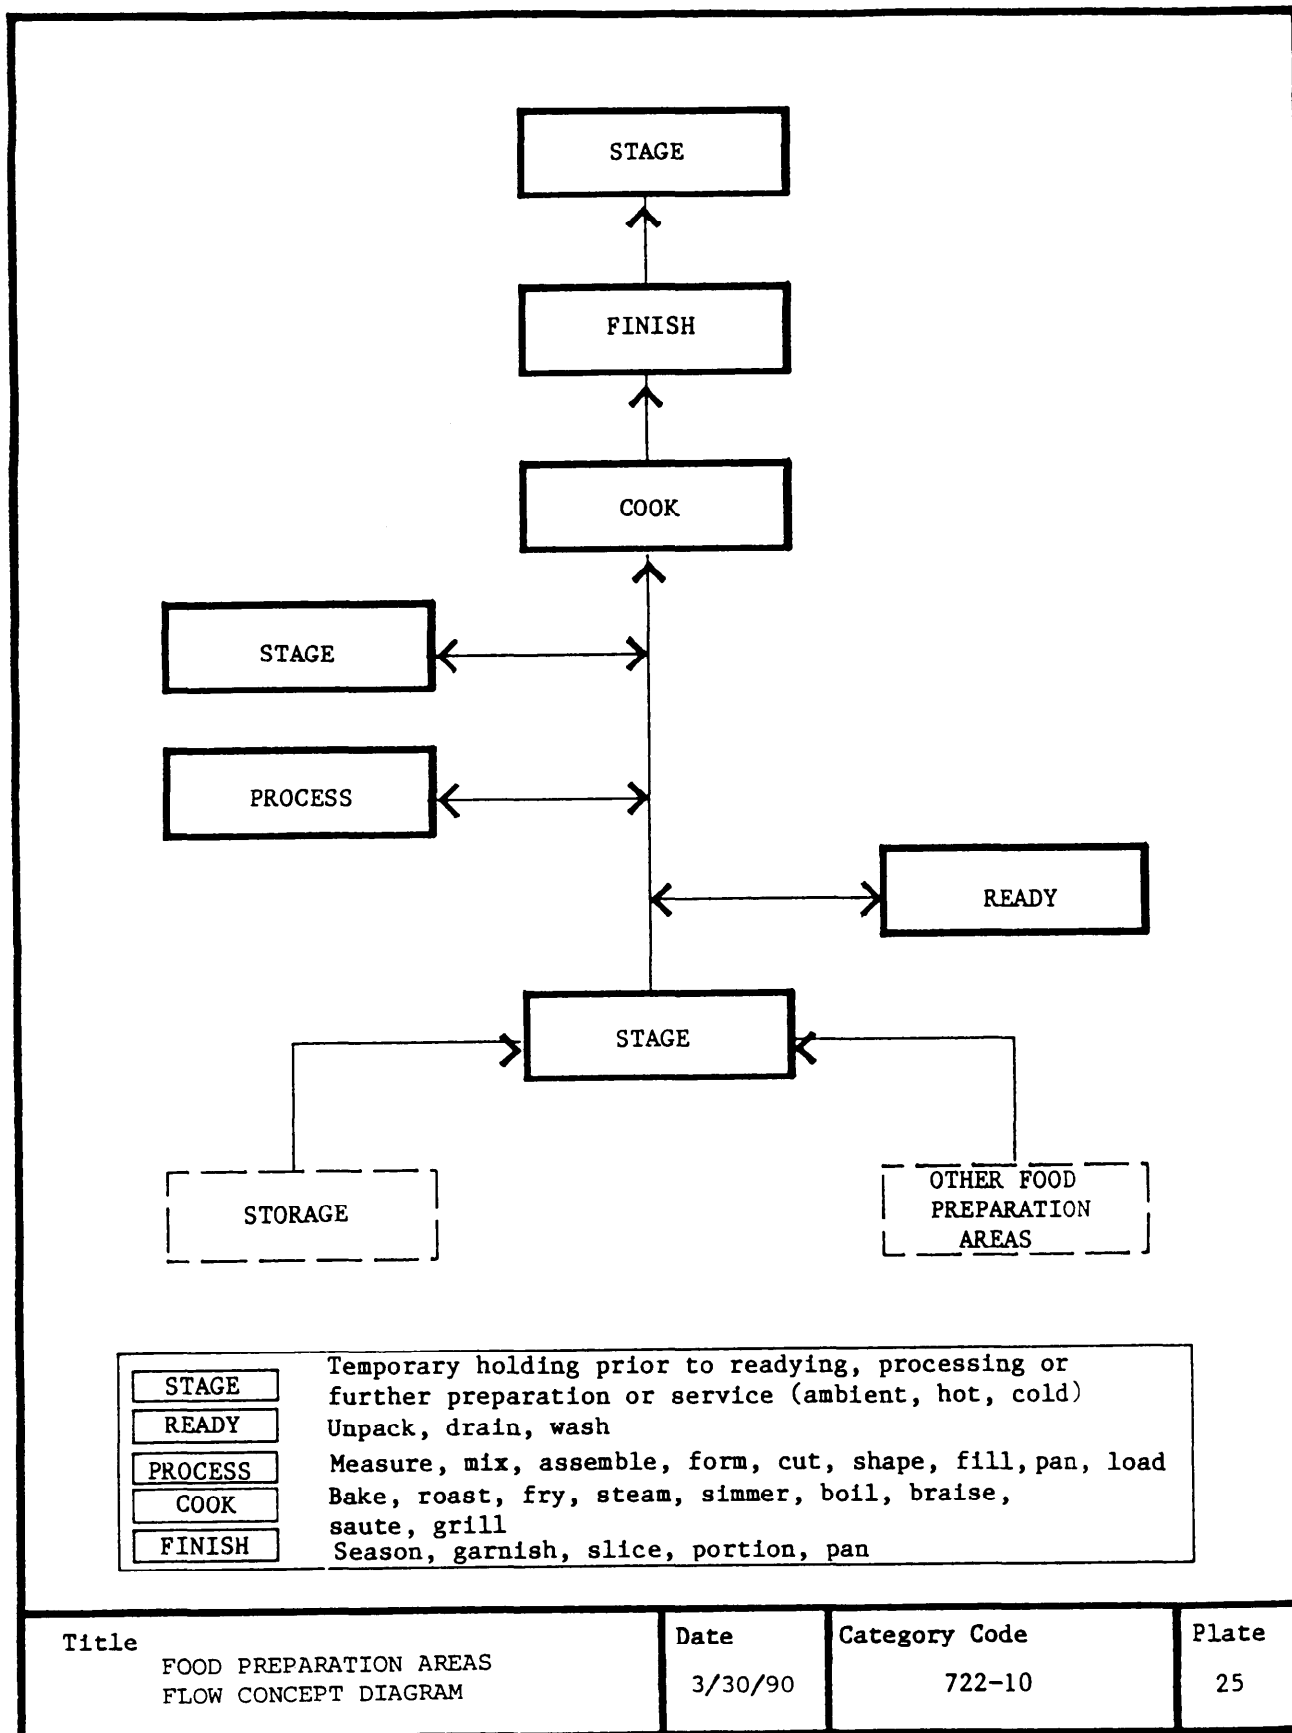 STAGE
FINISH
COOK
STAGE
PROCESS
READY
STAGE
STORAGE
OTHER FOOD
PREPARATION
AREAS
STAGE
Temporary holding prior to readying, processing or
further preparation or service (ambient, hot, cold)
READY
Unpack, drain, wash
PROCESS
Measure, mix, assemble, form, cut, shape, fill, pan, load
COOK
Bake, roast, fry, steam, simmer, boil, braise,
saute, grill
FINISH
Season, garnish, slice, portion, pan
Title
FOOD PREPARATION AREAS
FLOW CONCEPT DIAGRAM
Date
3/30/90
Category Code
722-10
Plate
25